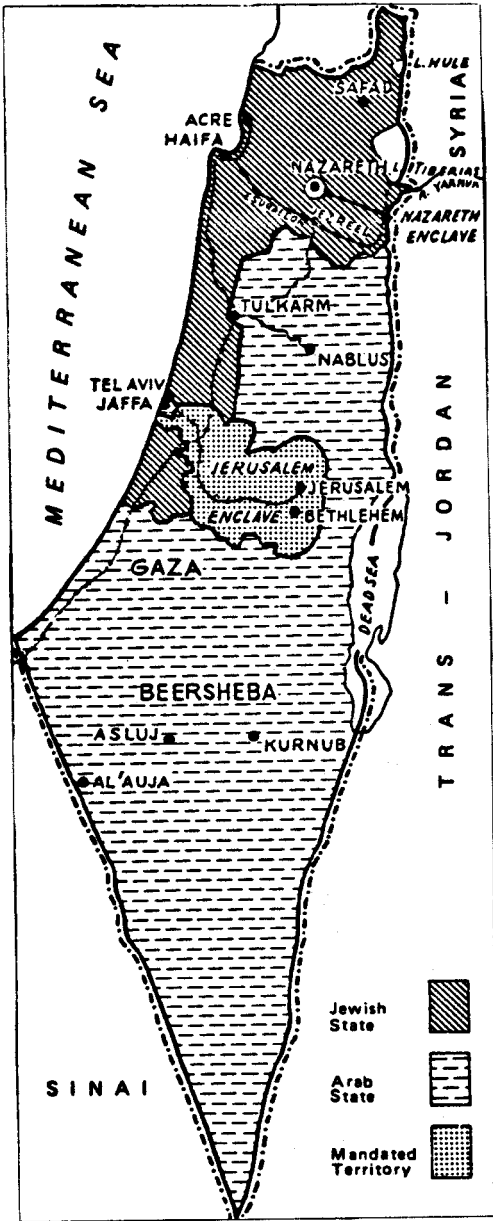 MEDITERRANEAN SEA
L. HULE
SAFAD
SYRIA
ACRE
HAIFA
NAZARETH
L. TIBERIAS
R. YARMUK
NAZARETH
ENCLAVE
JEZREEL
TULKARM
NABLUS
TEL AVIV
JAFFA
JERUSALEM
ENCLAVE
JERUSALEM
BETHLEHEM
GAZA
DEAD SEA
TRANS – JORDAN
BEERSHEBA
ASLUJ
KURNUB
AL'AUJA
SINAI
Jewish
State
Arab
State
Mandated
Territory